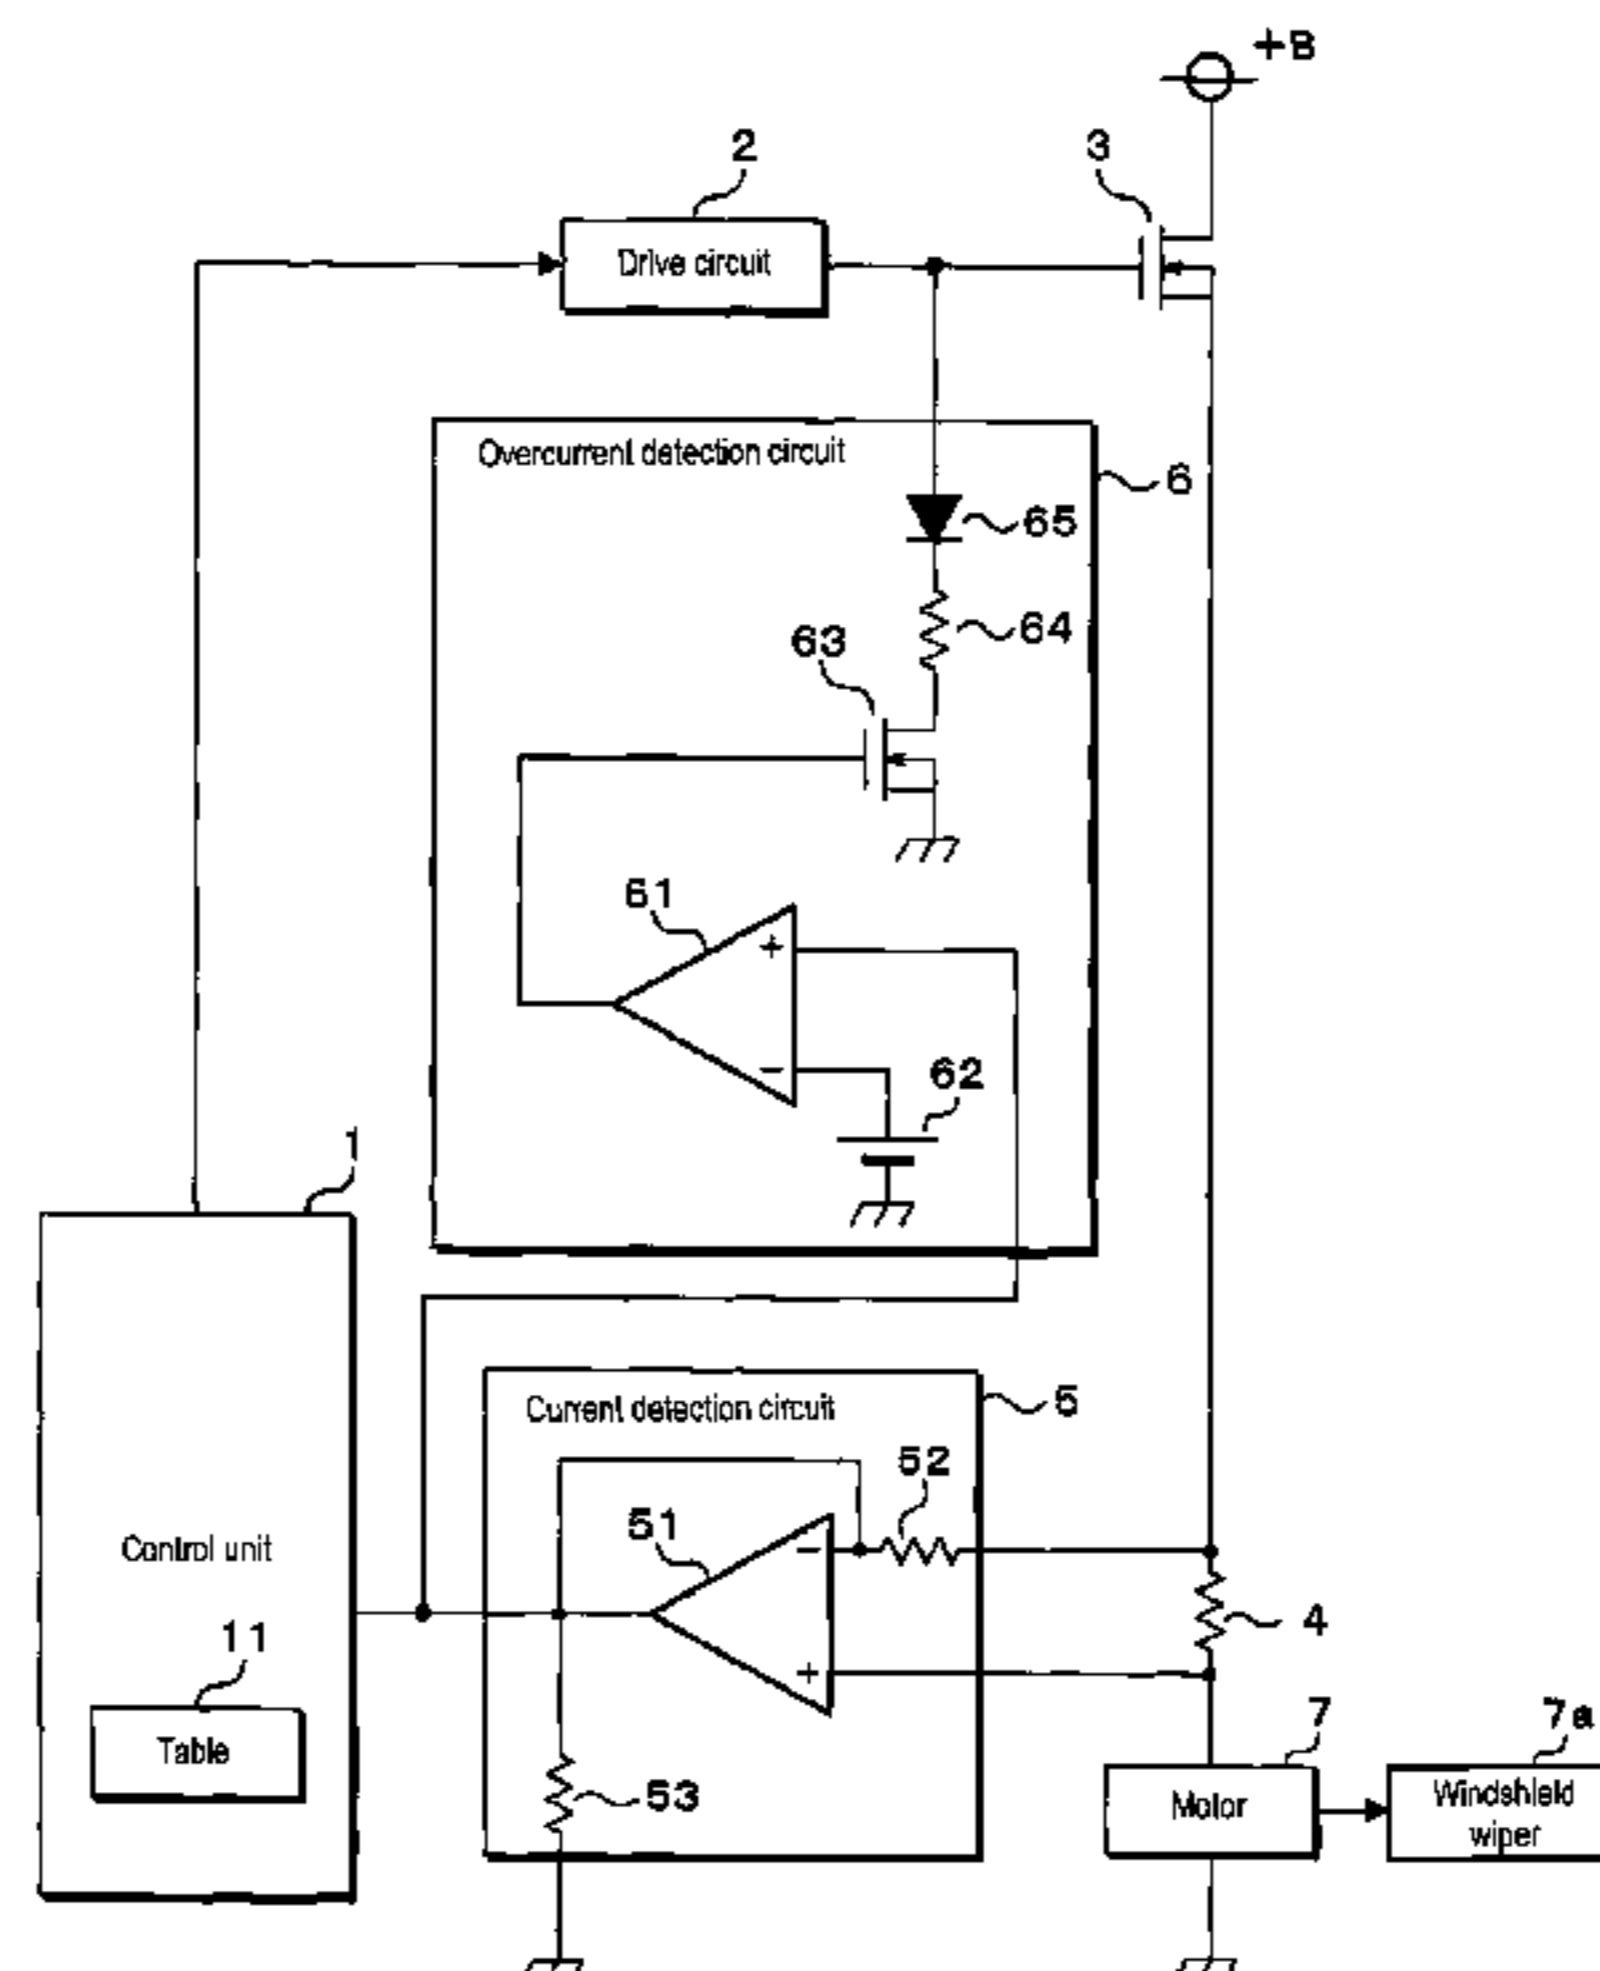 +B
2
3
Drive circuit
Overcurrent detection circuit
6
65
64
63
61
+
−
62
1
Current detection circuit
5
52
51
−
+
4
Control unit
11
Table
53
7
7a
Motor
Windshield
wiper